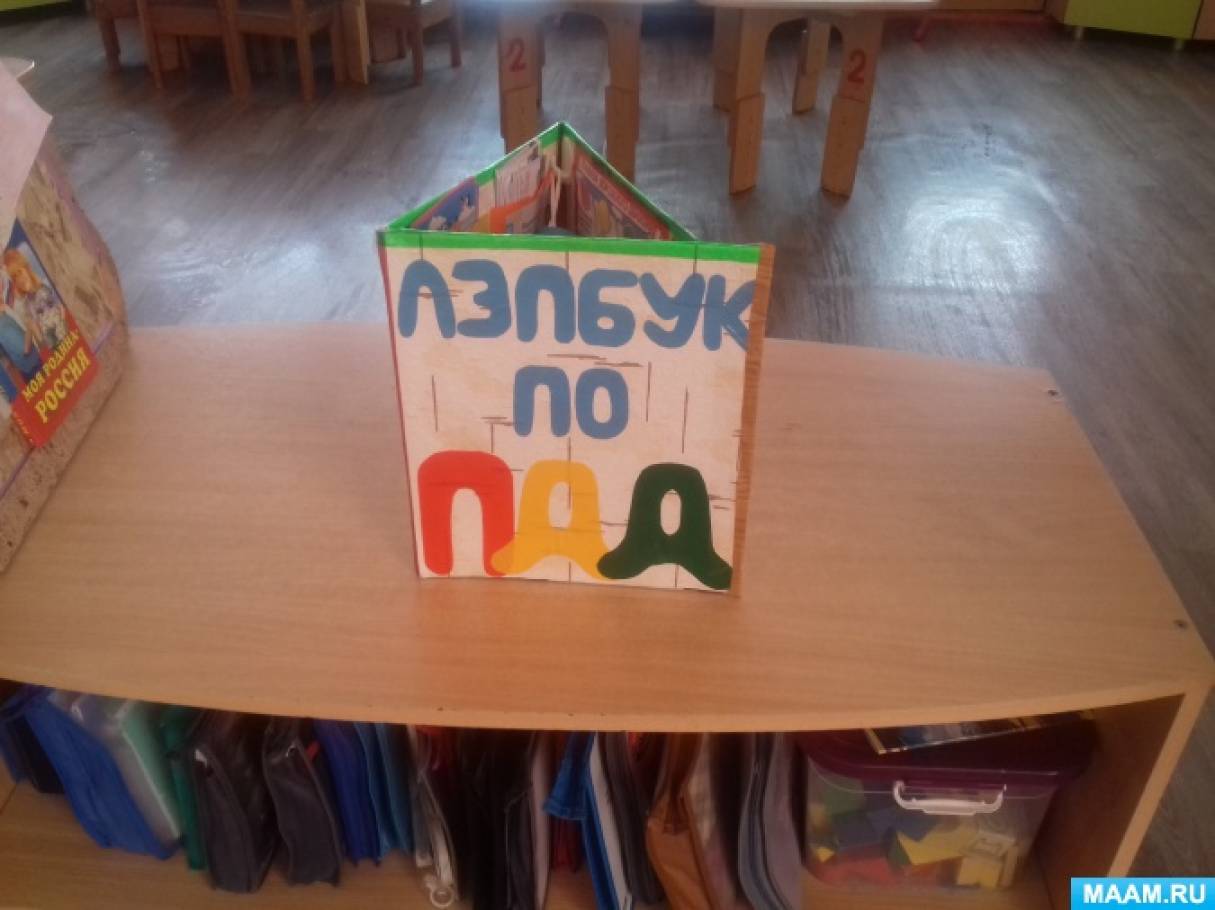 2
2
ЛЭПБУК
ПО
ПДД
МОЯ РОДИНА-
РОССИЯ
MAAM.RU